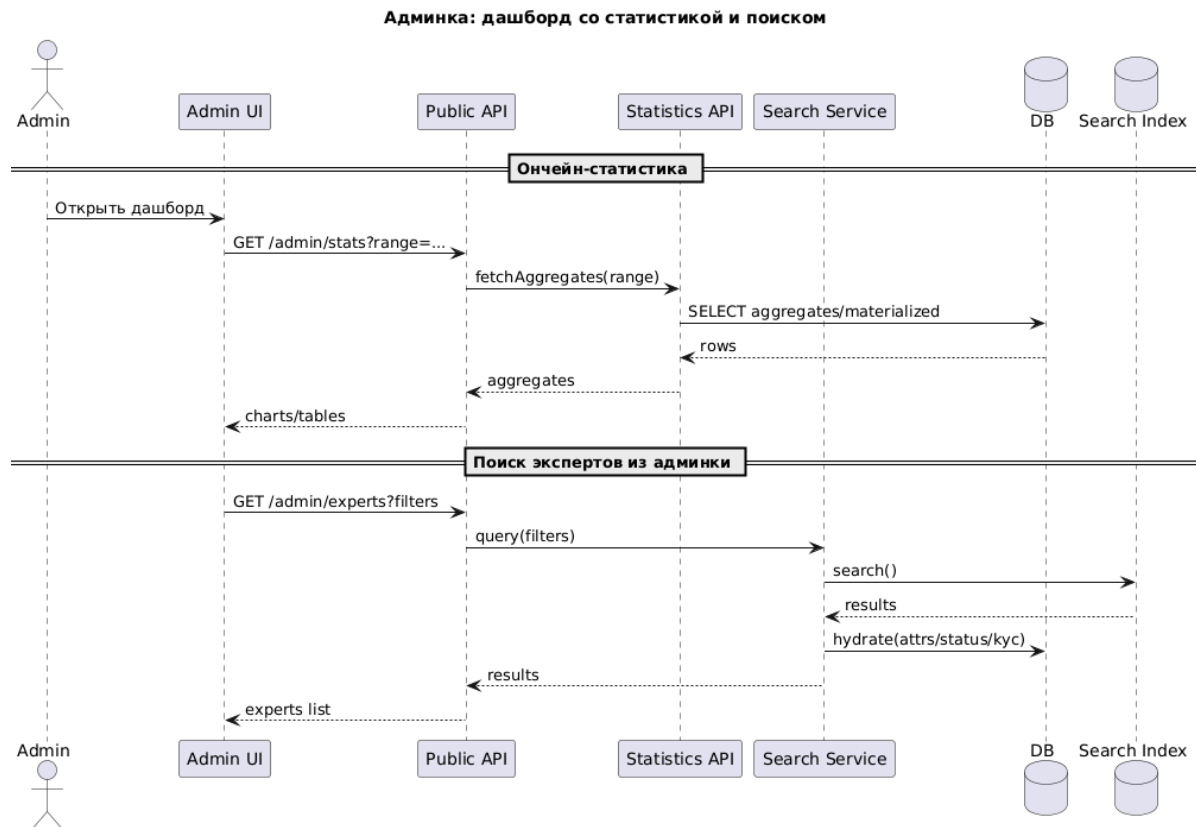 Админка: дашборд со статистикой и поиском
Admin
Admin UI
Public API
Statistics API
Search Service
DB
Search Index
Ончейн-статистика
Открыть дашборд
GET /admin/stats?range=...
fetchAggregates(range)
SELECT aggregates/materialized
rows
aggregates
charts/tables
Поиск экспертов из админки
GET /admin/experts?filters
query(filters)
search()
results
hydrate(attrs/status/kyc)
results
experts list
Admin
Admin UI
Public API
Statistics API
Search Service
DB
Search Index